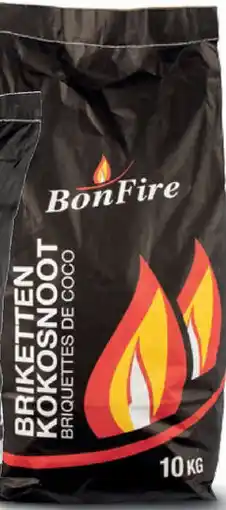 BonFire
BRIKETTEN
KOKOSNOOT
BRIQUETTES DE COCO
10 KG